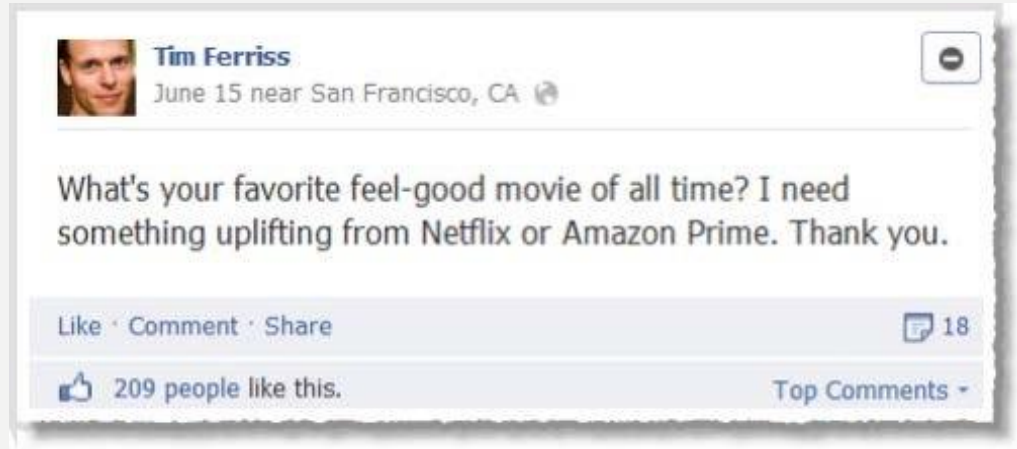 Tim Ferriss
June 15 near San Francisco, CA
What's your favorite feel-good movie of all time? I need
something uplifting from Netflix or Amazon Prime. Thank you.
Like · Comment · Share 18
209 people like this. Top Comments